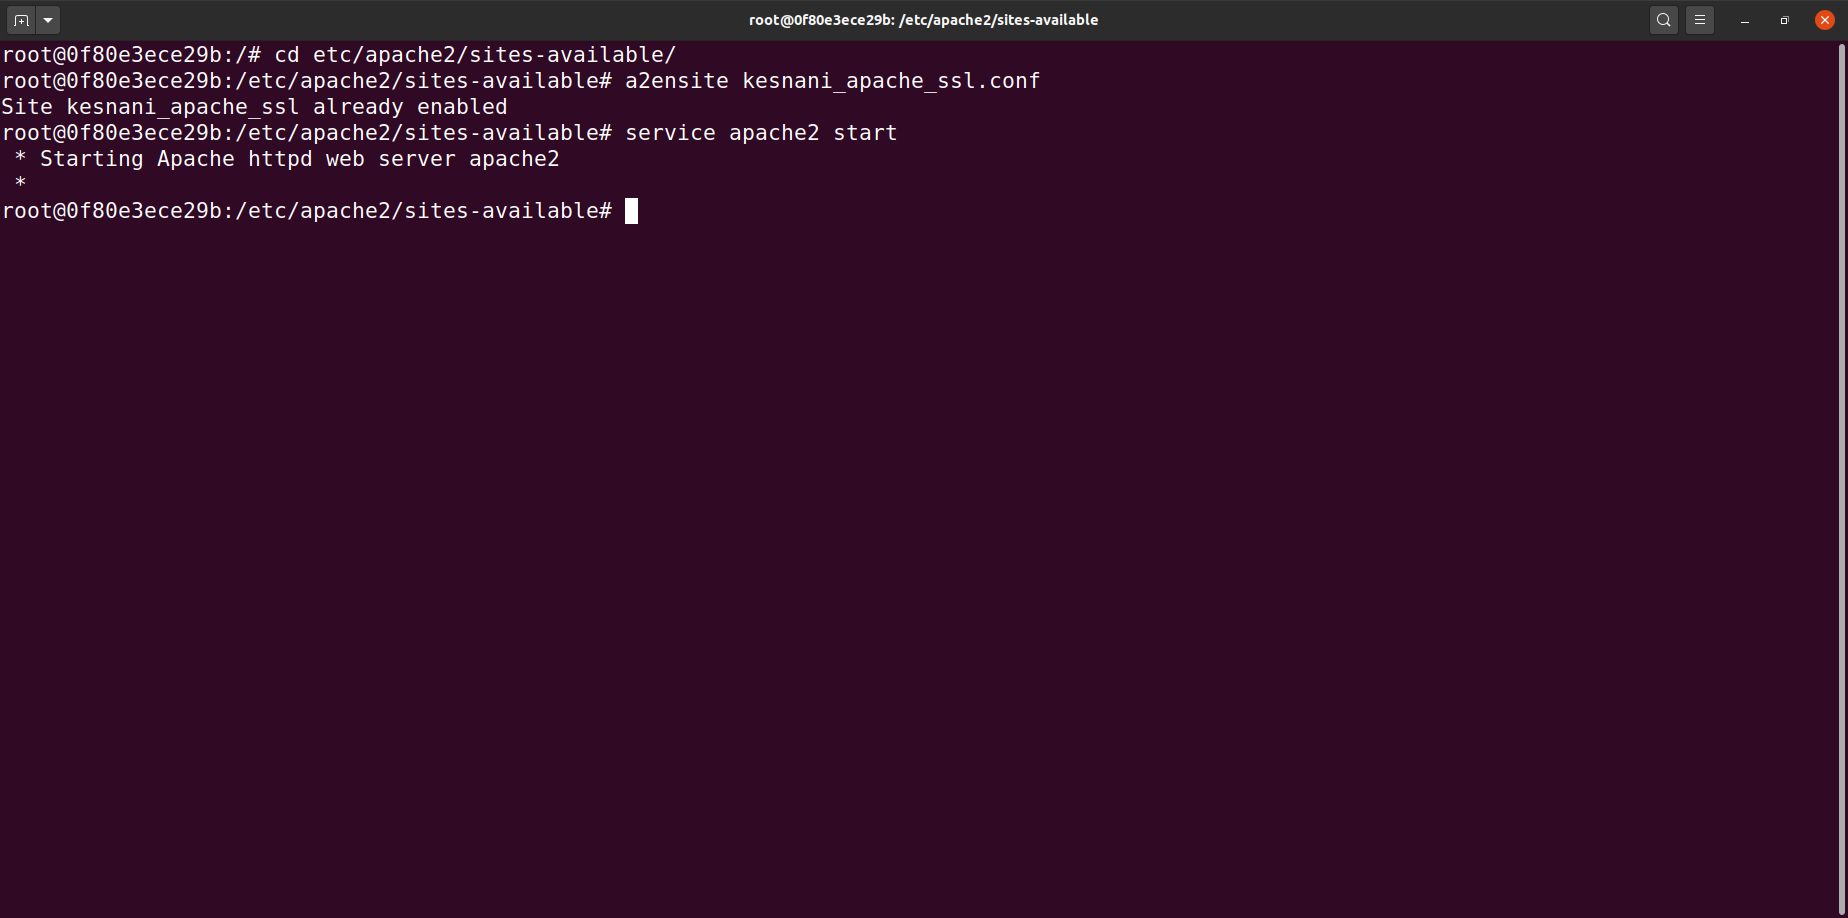 root@0f80e3ece29b: /etc/apache2/sites-available
root@0f80e3ece29b:/# cd etc/apache2/sites-available/
root@0f80e3ece29b:/etc/apache2/sites-available# a2ensite kesnani_apache_ssl.conf
Site kesnani_apache_ssl already enabled
root@0f80e3ece29b:/etc/apache2/sites-available# service apache2 start
 * Starting Apache httpd web server apache2
 *
root@0f80e3ece29b:/etc/apache2/sites-available#